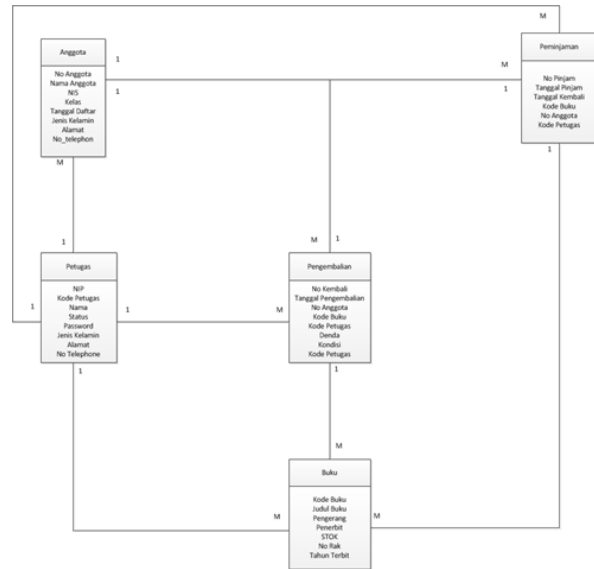 M
Anggota
No Anggota
Nama Anggota
NIS
Kelas
Tanggal Daftar
Jenis Kelamin
Alamat
No_telephon
1
1
M
M
1
Peminjaman
No Pinjam
Tanggal Pinjam
Tanggal Kembali
Kode Buku
No Anggota
Kode Petugas
1
1
M
1
Petugas
NIP
Kode Petugas
Nama
Status
Password
Jenis Kelamin
Alamat
No Telephone
1
1
M
1
Pengembalian
No Kembali
Tanggal Pengembalian
No Anggota
Kode Buku
Kode Petugas
Denda
Kondisi
Kode Petugas
M
1
1
M
Buku
Kode Buku
Judul Buku
Pengerang
Penerbit
STOK
No Rak
Tahun Terbit
M
M